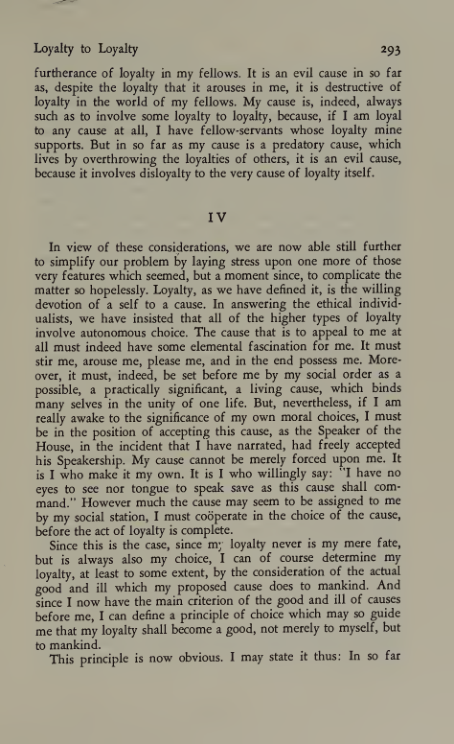 Loyalty to Loyalty 293
furtherance of loyalty in my fellows. It is an evil cause in so far
as, despite the loyalty that it arouses in me, it is destructive of
loyalty in the world of my fellows. My cause is, indeed, always
such as to involve some loyalty to loyalty, because, if I am loyal
to any cause at all, I have fellow-servants whose loyalty mine
supports. But in so far as my cause is a predatory cause, which
lives by overthrowing the loyalties of others, it is an evil cause,
because it involves disloyalty to the very cause of loyalty itself.
IV
In view of these considerations, we are now able still further
to simplify our problem by laying stress upon one more of those
very features which seemed, but a moment since, to complicate the
matter so hopelessly. Loyalty, as we have defined it, is the willing
devotion of a self to a cause. In answering the ethical individ-
ualists, we have insisted that all of the higher types of loyalty
involve autonomous choice. The cause that is to appeal to me at
all must indeed have some elemental fascination for me. It must
stir me, arouse me, please me, and in the end possess me. More-
over, it must, indeed, be set before me by my social order as a
possible, a practically significant, a living cause, which binds
many selves in the unity of one life. But, nevertheless, if I am
really awake to the significance of my own moral choices, I must
be in the position of accepting this cause, as the Speaker of the
House, in the incident that I have narrated, had freely accepted
his Speakership. My cause cannot be merely forced upon me. It
is I who make it my own. It is I who willingly say: "I have no
eyes to see nor tongue to speak save as this cause shall com-
mand." However much the cause may seem to be assigned to me
by my social station, I must coöperate in the choice of the cause,
before the act of loyalty is complete.
Since this is the case, since my loyalty never is my mere fate,
but is always also my choice, I can of course determine my
loyalty, at least to some extent, by the consideration of the actual
good and ill which my proposed cause does to mankind. And
since I now have the main criterion of the good and ill of causes
before me, I can define a principle of choice which may so guide
me that my loyalty shall become a good, not merely to myself, but
to mankind.
This principle is now obvious. I may state it thus: In so far